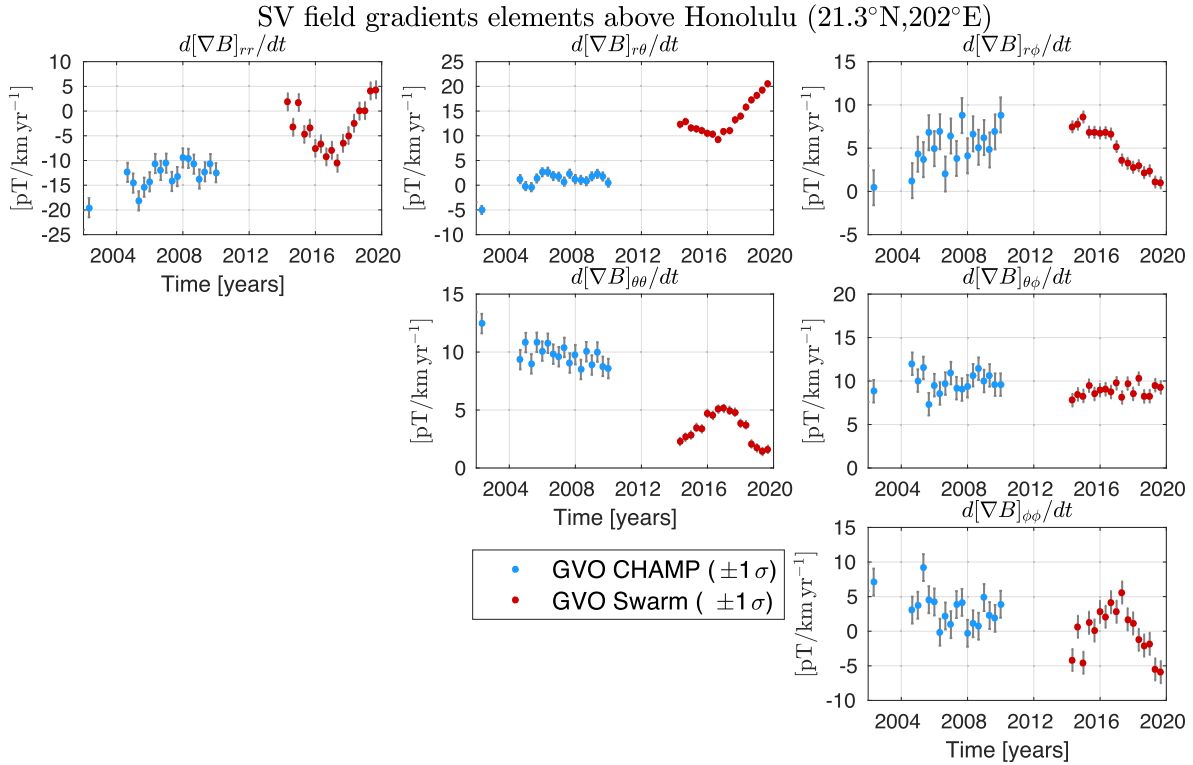 SV field gradients elements above Honolulu (21.3°N,202°E)
d[∇B]rr/dt
d[∇B]rθ/dt
d[∇B]rφ/dt
[pT/km yr⁻¹]
10
5
0
-5
-10
-15
-20
-25
2004 2008 2012 2016 2020
Time [years]
[pT/km yr⁻¹]
25
20
15
10
5
0
-5
-10
2004 2008 2012 2016 2020
[pT/km yr⁻¹]
15
10
5
0
-5
2004 2008 2012 2016 2020
d[∇B]θθ/dt
[pT/km yr⁻¹]
15
10
5
0
2004 2008 2012 2016 2020
Time [years]
d[∇B]θφ/dt
[pT/km yr⁻¹]
20
15
10
5
0
2004 2008 2012 2016 2020
GVO CHAMP (±1σ)
GVO Swarm ( ±1σ)
d[∇B]φφ/dt
[pT/km yr⁻¹]
15
10
5
0
-5
-10
2004 2008 2012 2016 2020
Time [years]